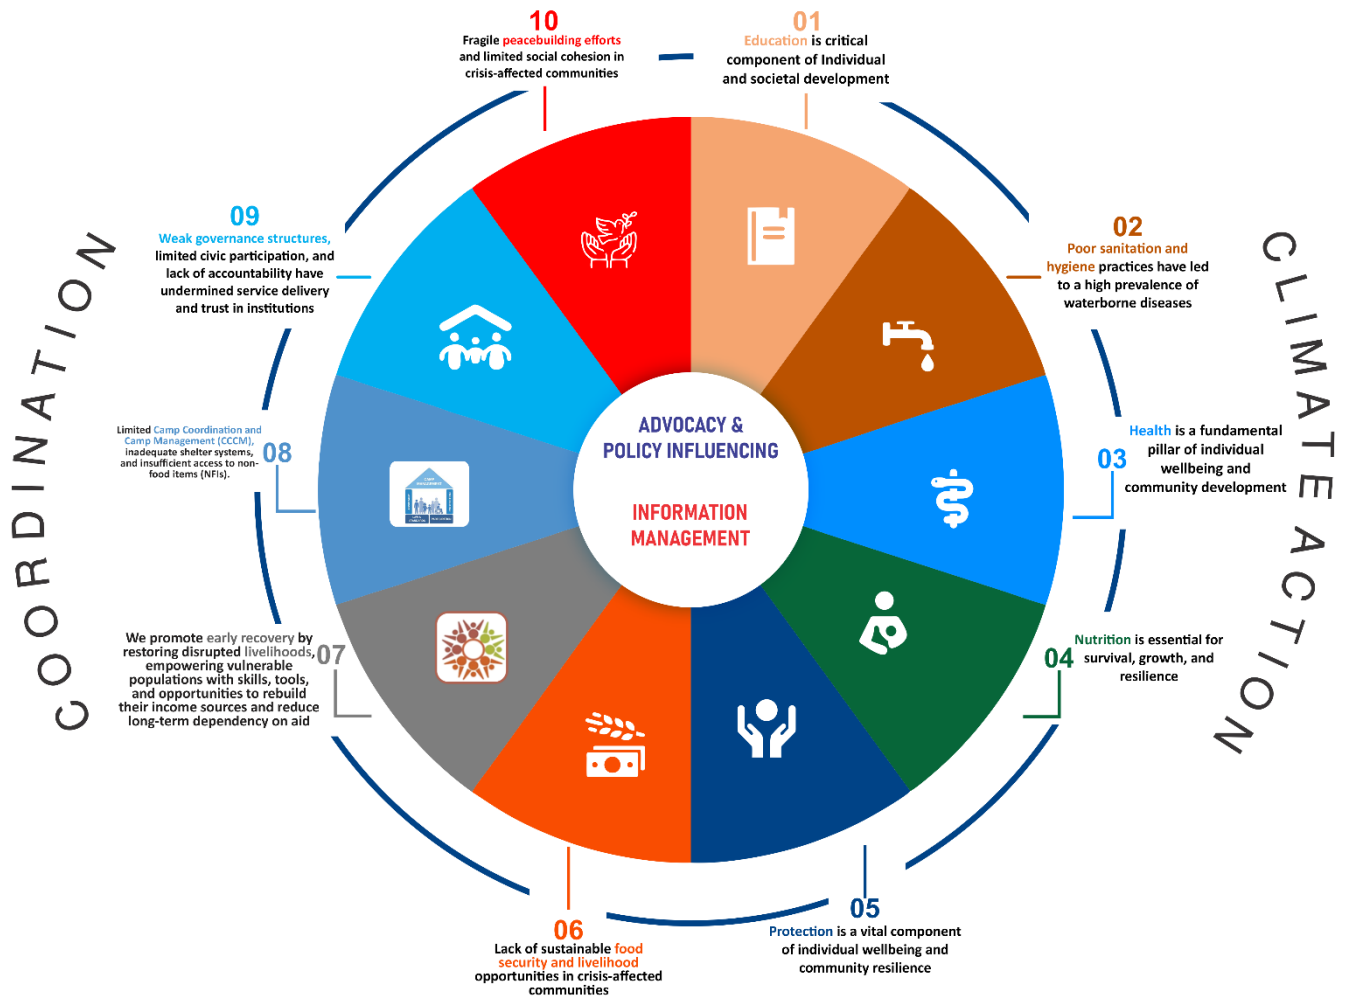 10
Fragile peacebuilding efforts
and limited social cohesion in
crisis-affected communities
01
Education is critical
component of Individual
and societal development
09
Weak governance structures,
limited civic participation, and
lack of accountability have
undermined service delivery
and trust in institutions
02
Poor sanitation and
hygiene practices have led
to a high prevalence of
waterborne diseases
COORDINATION
CLIMATE ACTION
ADVOCACY &
POLICY INFLUENCING
INFORMATION
MANAGEMENT
Limited Camp Coordination and
Camp Management (CCCM),
inadequate shelter systems,
and insufficient access to non-
food items (NFIs).
08
03
Health is a fundamental
pillar of individual
wellbeing and
community development
CAMP
MANAGEMENT
We promote early recovery by
restoring disrupted livelihoods,
empowering vulnerable
populations with skills, tools,
and opportunities to rebuild
their income sources and reduce
long-term dependency on aid
07
04
Nutrition is essential for
survival, growth, and
resilience
06
Lack of sustainable food
security and livelihood
opportunities in crisis-affected
communities
05
Protection is a vital component
of individual wellbeing and
community resilience